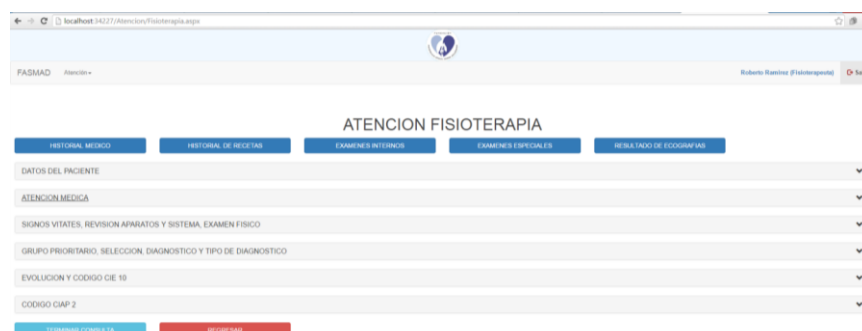 localhost:34227/Atencion/Fisioterapia.aspx
FASMAD Atención
Roberto Ramirez (Fisioterapeuta) Sa
ATENCION FISIOTERAPIA
HISTORIAL MEDICO HISTORIAL DE RECETAS EXAMENES INTERNOS EXAMENES ESPECIALES RESULTADO DE ECOGRAFIAS
DATOS DEL PACIENTE
ATENCION MEDICA
SIGNOS VITATES, REVISION APARATOS Y SISTEMA, EXAMEN FISICO
GRUPO PRIORITARIO, SELECCION, DIAGNOSTICO Y TIPO DE DIAGNOSTICO
EVOLUCION Y CODIGO CIE 10
CODIGO CIAP 2
TERMINAR CONSULTA REGRESAR